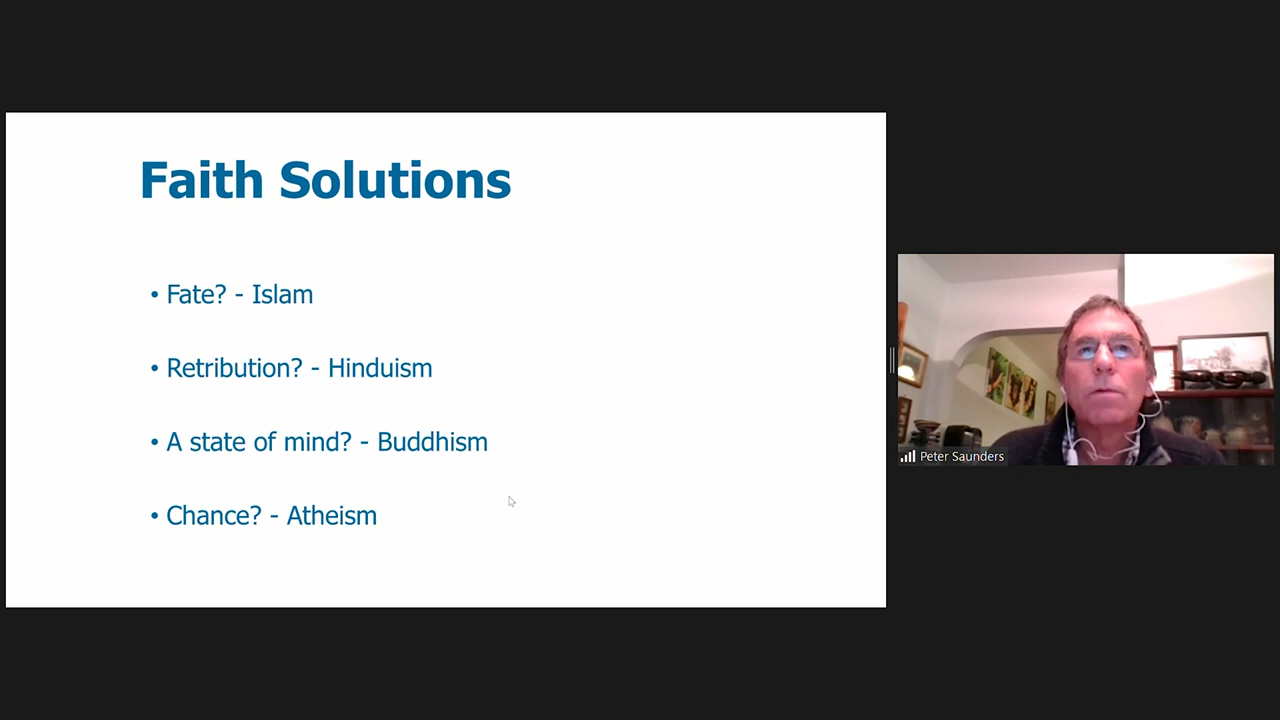 Faith Solutions
• Fate? - Islam
• Retribution? - Hinduism
• A state of mind? - Buddhism
• Chance? - Atheism
Peter Saunders